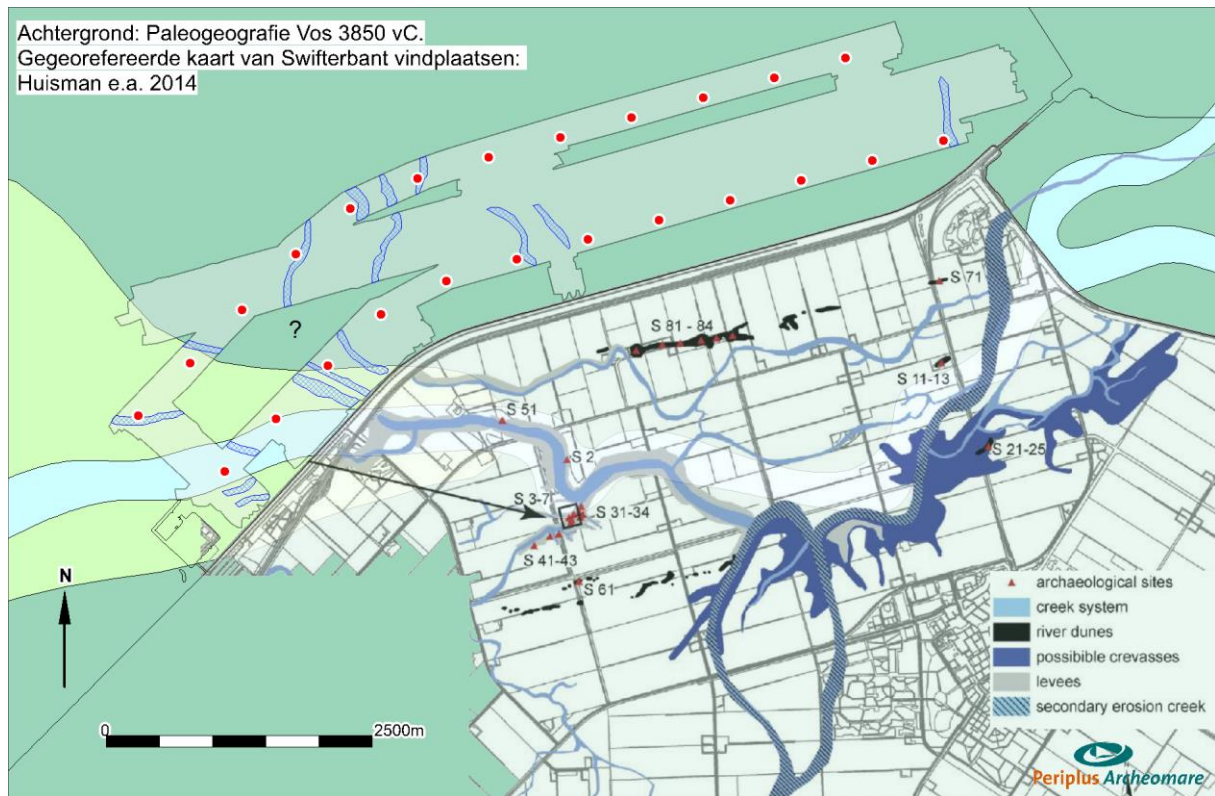 Achtergrond: Paleogeografie Vos 3850 vC.
Gegeorefereerde kaart van Swifterbant vindplaatsen:
Huisman e.a. 2014
?
S 71
S 81 - 84
S 11-13
S 51
S 2
S 21-25
S 3-7
S 31-34
S 41-43
S 61
N
0
2500m
archaeological sites
creek system
river dunes
possibible crevasses
levees
secondary erosion creek
Periplus Archeomare